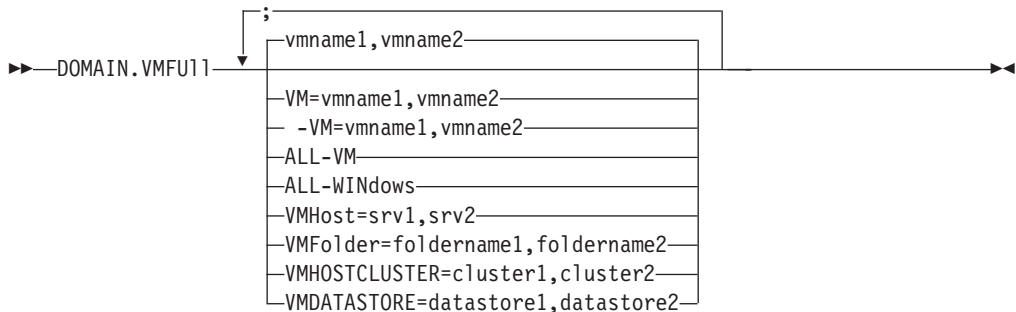 ;
vmname1,vmname2
DOMAIN.VMFUll
VM=vmname1,vmname2
-VM=vmname1,vmname2
ALL-VM
ALL-WINdows
VMHost=srv1,srv2
VMFolder=foldername1,foldername2
VMHOSTCLUSTER=cluster1,cluster2
VMDATASTORE=datastore1,datastore2